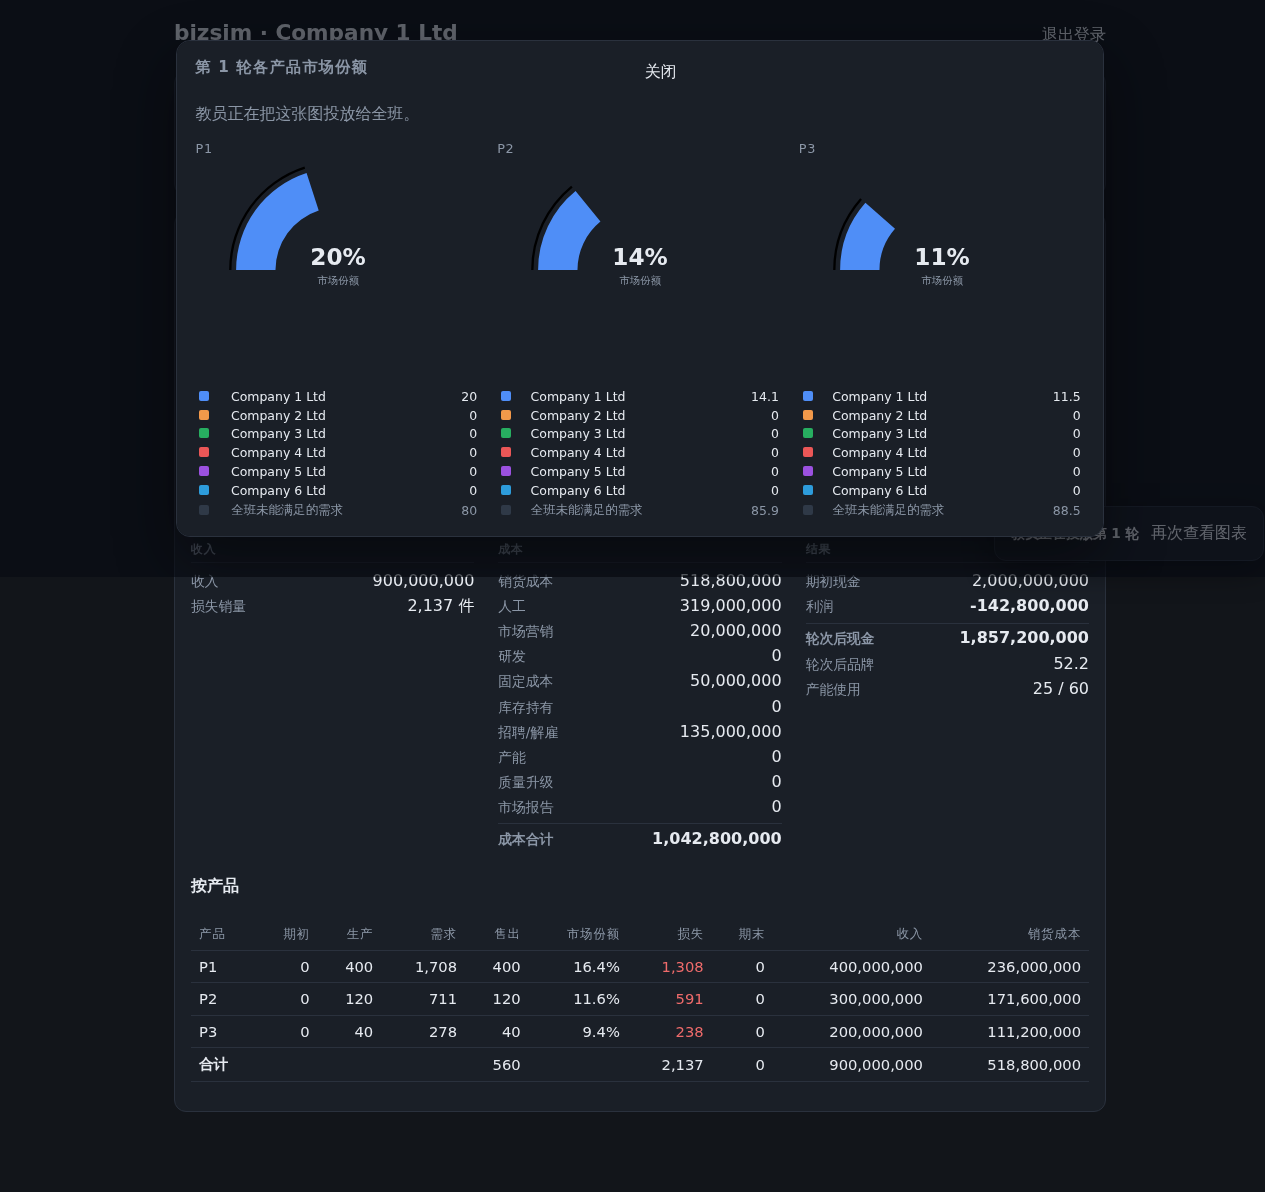 bizsim · Company 1 Ltd
退出登录
第 1 轮各产品市场份额
关闭
教员正在把这张图投放给全班。
P1 P2 P3
20% 14% 11%
市场份额 市场份额 市场份额
Company 1 Ltd 20 Company 1 Ltd 14.1 Company 1 Ltd 11.5
Company 2 Ltd 0 Company 2 Ltd 0 Company 2 Ltd 0
Company 3 Ltd 0 Company 3 Ltd 0 Company 3 Ltd 0
Company 4 Ltd 0 Company 4 Ltd 0 Company 4 Ltd 0
Company 5 Ltd 0 Company 5 Ltd 0 Company 5 Ltd 0
Company 6 Ltd 0 Company 6 Ltd 0 Company 6 Ltd 0
全班未能满足的需求 80 全班未能满足的需求 85.9 全班未能满足的需求 88.5
第 1 轮 再次查看图表
收入 成本 结果
收入 900,000,000 销货成本 518,800,000 期初现金 2,000,000,000
损失销量 2,137 件 人工 319,000,000 利润 -142,800,000
市场营销 20,000,000 轮次后现金 1,857,200,000
研发 0 轮次后品牌 52.2
固定成本 50,000,000 产能使用 25 / 60
库存持有 0
招聘/解雇 135,000,000
产能 0
质量升级 0
市场报告 0
成本合计 1,042,800,000
按产品
产品 期初 生产 需求 售出 市场份额 损失 期末 收入 销货成本
P1 0 400 1,708 400 16.4% 1,308 0 400,000,000 236,000,000
P2 0 120 711 120 11.6% 591 0 300,000,000 171,600,000
P3 0 40 278 40 9.4% 238 0 200,000,000 111,200,000
合计 560 2,137 0 900,000,000 518,800,000